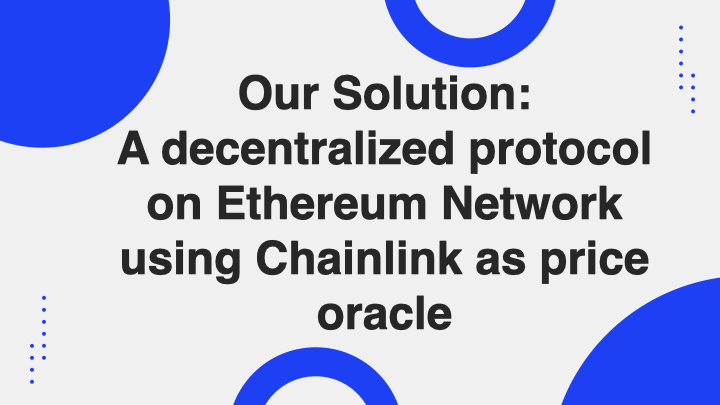 Our Solution:
A decentralized protocol
on Ethereum Network
using Chainlink as price
oracle